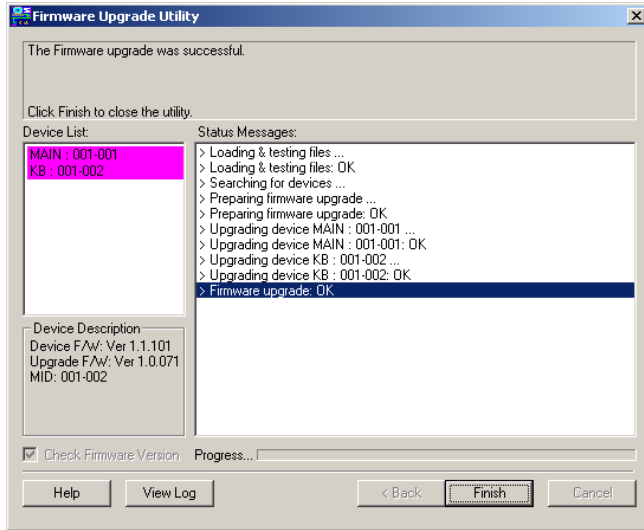 Firmware Upgrade Utility
The Firmware upgrade was successful.
Click Finish to close the utility.
Device List:
MAIN : 001-001
KB : 001-002
Status Messages:
> Loading & testing files ...
> Loading & testing files: OK
> Searching for devices ...
> Preparing firmware upgrade ...
> Preparing firmware upgrade: OK
> Upgrading device MAIN : 001-001 ...
> Upgrading device MAIN : 001-001: OK
> Upgrading device KB : 001-002 ...
> Upgrading device KB : 001-002: OK
> Firmware upgrade: OK
Device Description
Device F/W: Ver 1.1.101
Upgrade F/W: Ver 1.0.071
MID: 001-002
Check Firmware Version
Progress...
Help
View Log
< Back
Finish
Cancel